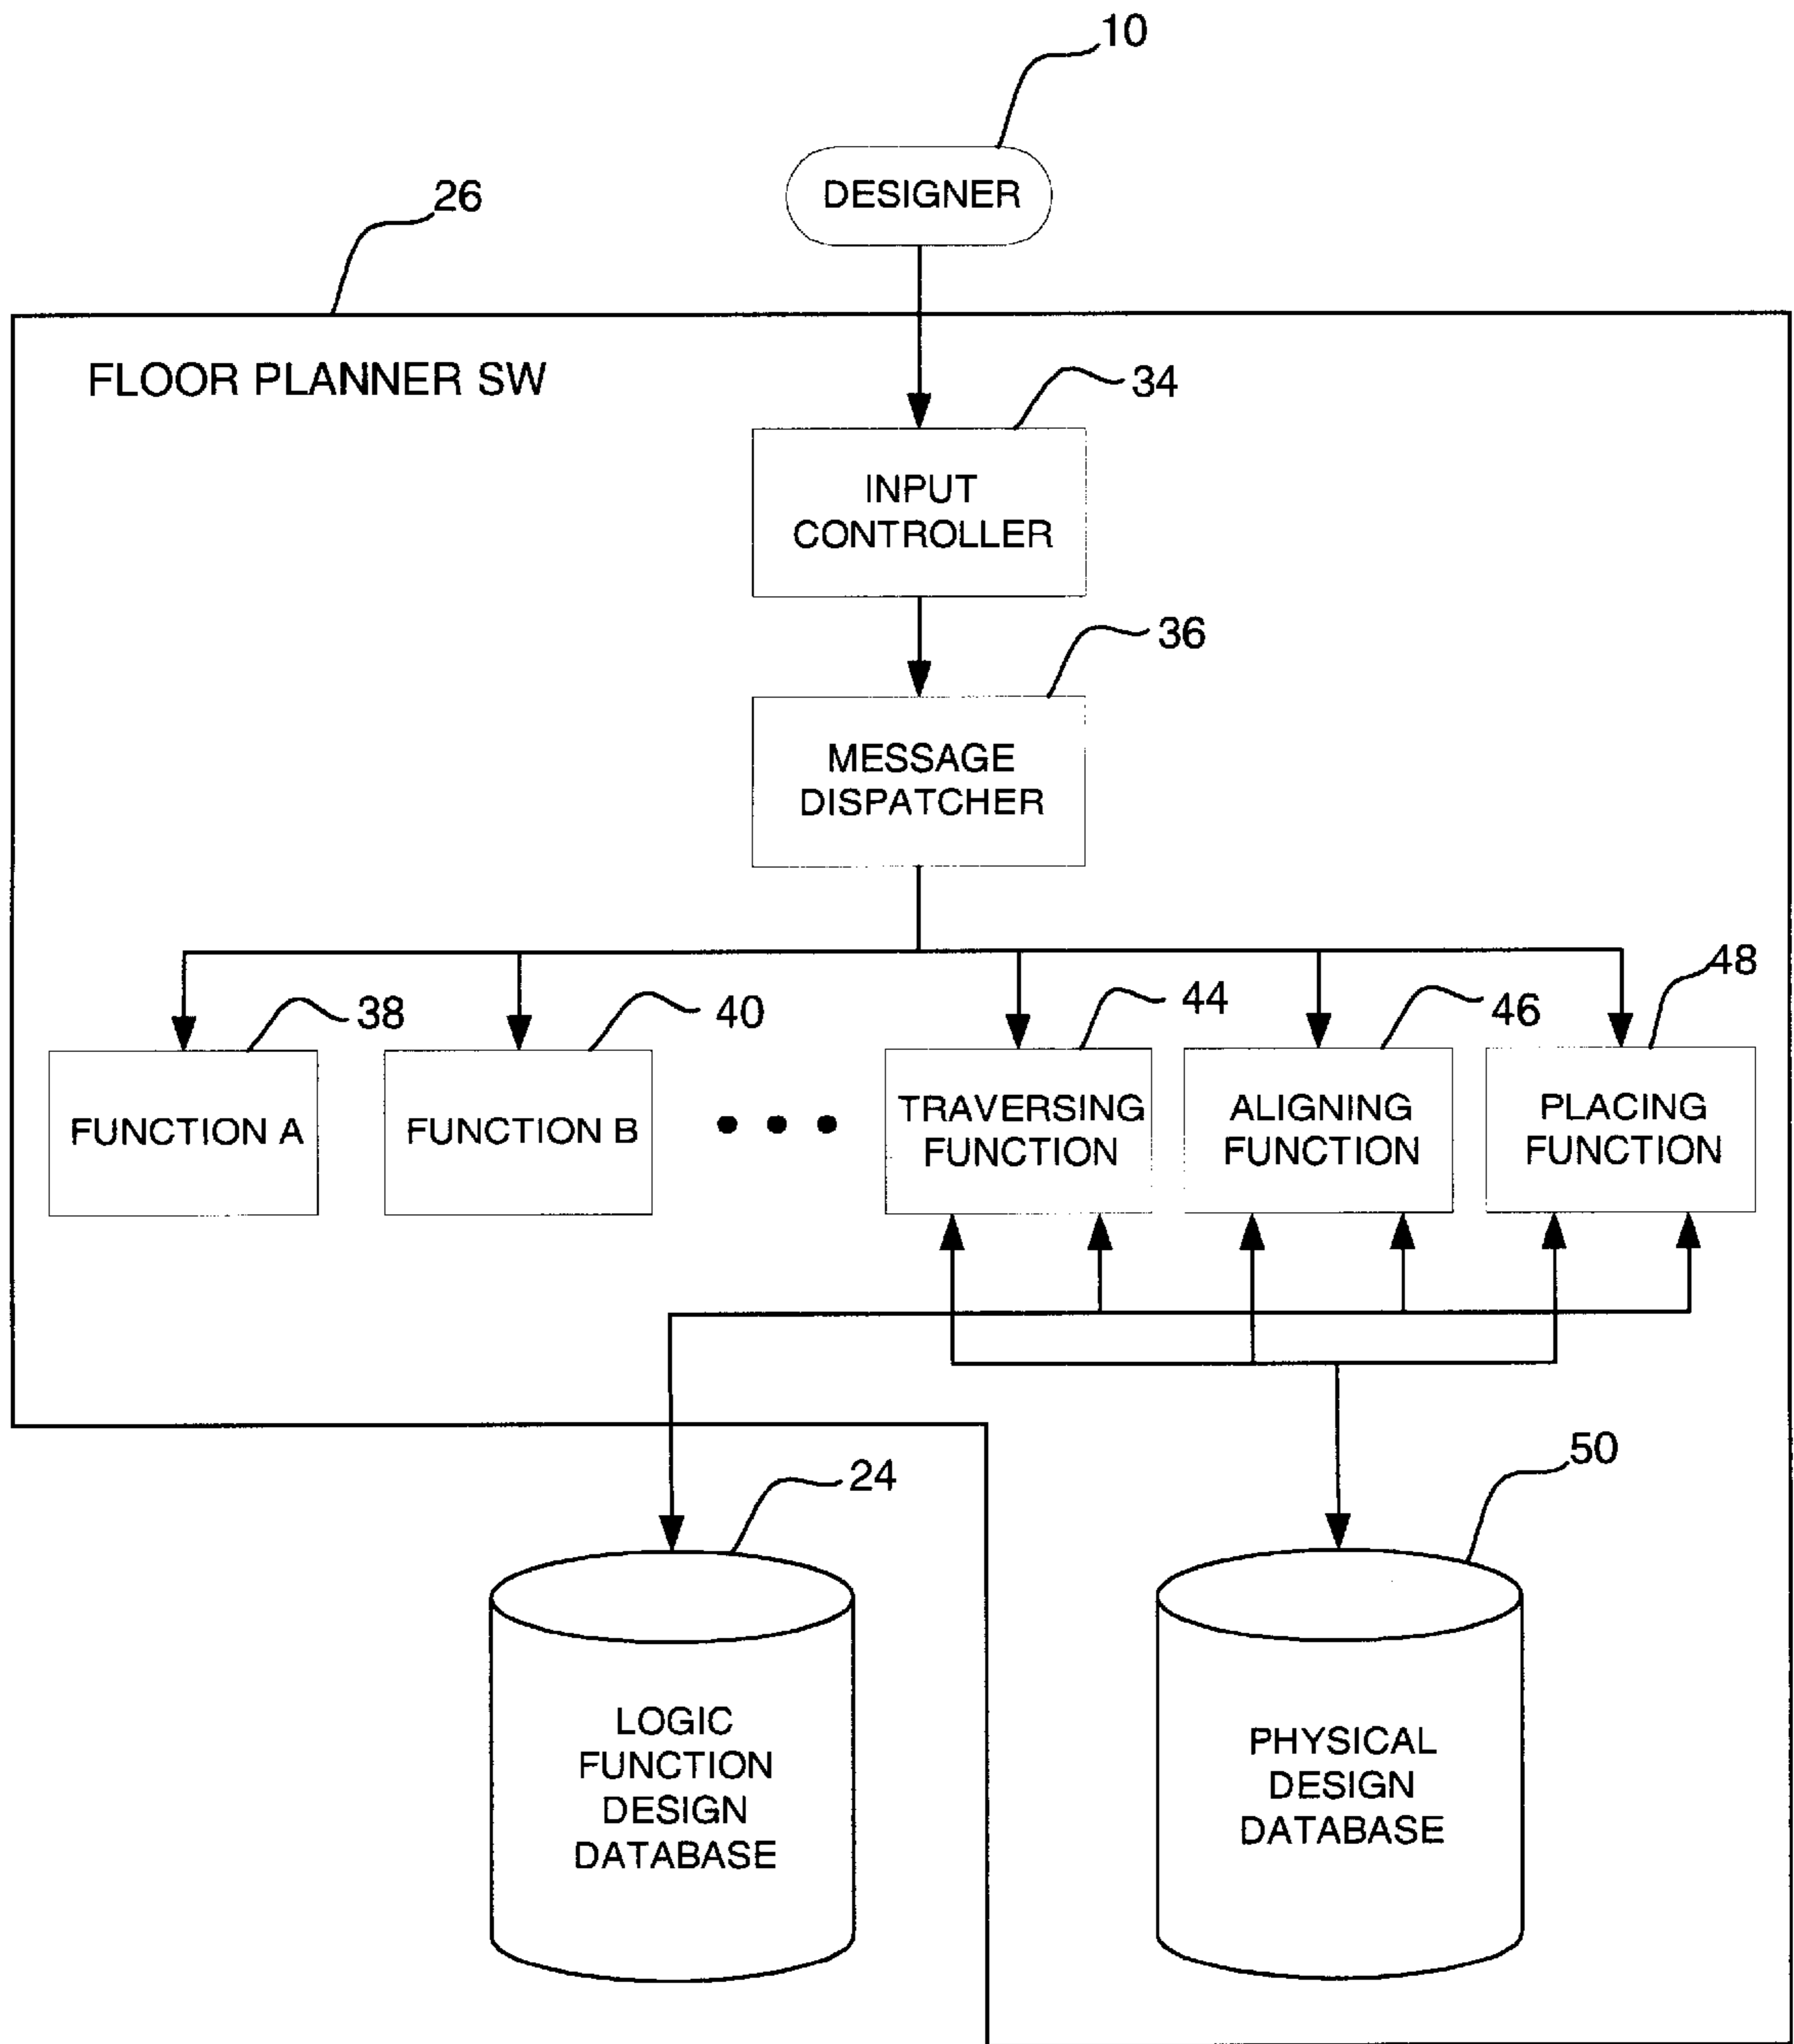 10
DESIGNER
26
FLOOR PLANNER SW
34
INPUT
CONTROLLER
36
MESSAGE
DISPATCHER
38
40
44
46
48
FUNCTION A
FUNCTION B
TRAVERSING
FUNCTION
ALIGNING
FUNCTION
PLACING
FUNCTION
24
50
LOGIC
FUNCTION
DESIGN
DATABASE
PHYSICAL
DESIGN
DATABASE